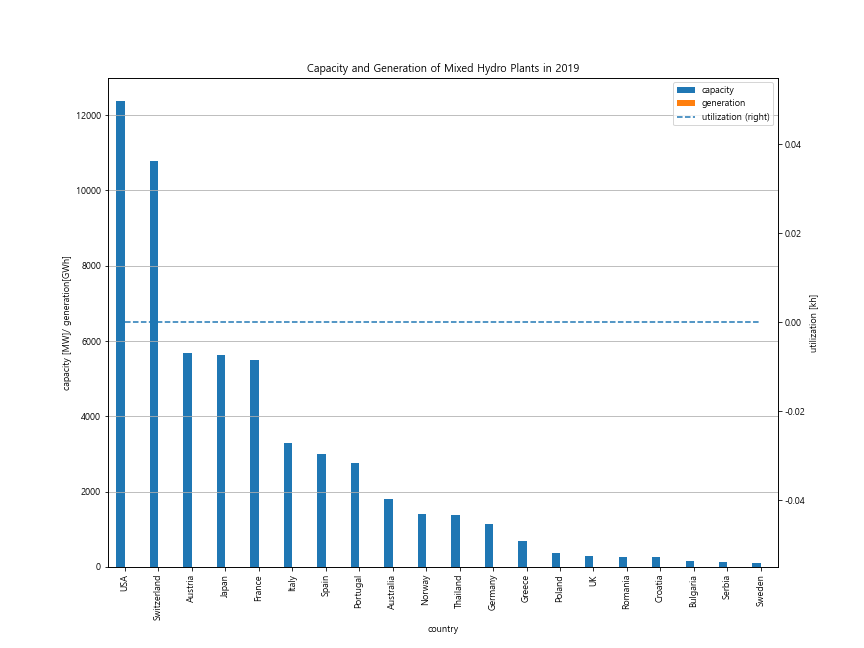 Capacity and Generation of Mixed Hydro Plants in 2019
capacity
generation
utilization (right)
12000
10000
8000
6000
4000
2000
0
capacity [MW]/ generation[GWh]
0.04
0.02
0.00
-0.02
-0.04
utilization [kh]
USA
Switzerland
Austria
Japan
France
Italy
Spain
Portugal
Australia
Norway
Thailand
Germany
Greece
Poland
UK
Romania
Croatia
Bulgaria
Serbia
Sweden
country